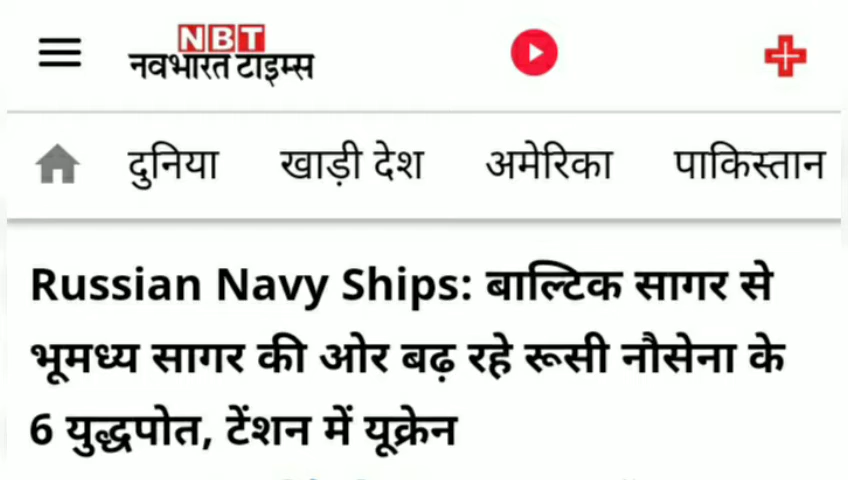 NBT
नवभारत टाइम्स
दुनिया खाड़ी देश अमेरिका पाकिस्तान
Russian Navy Ships: बाल्टिक सागर से
भूमध्य सागर की ओर बढ़ रहे रूसी नौसेना के
6 युद्धपोत, टेंशन में यूक्रेन